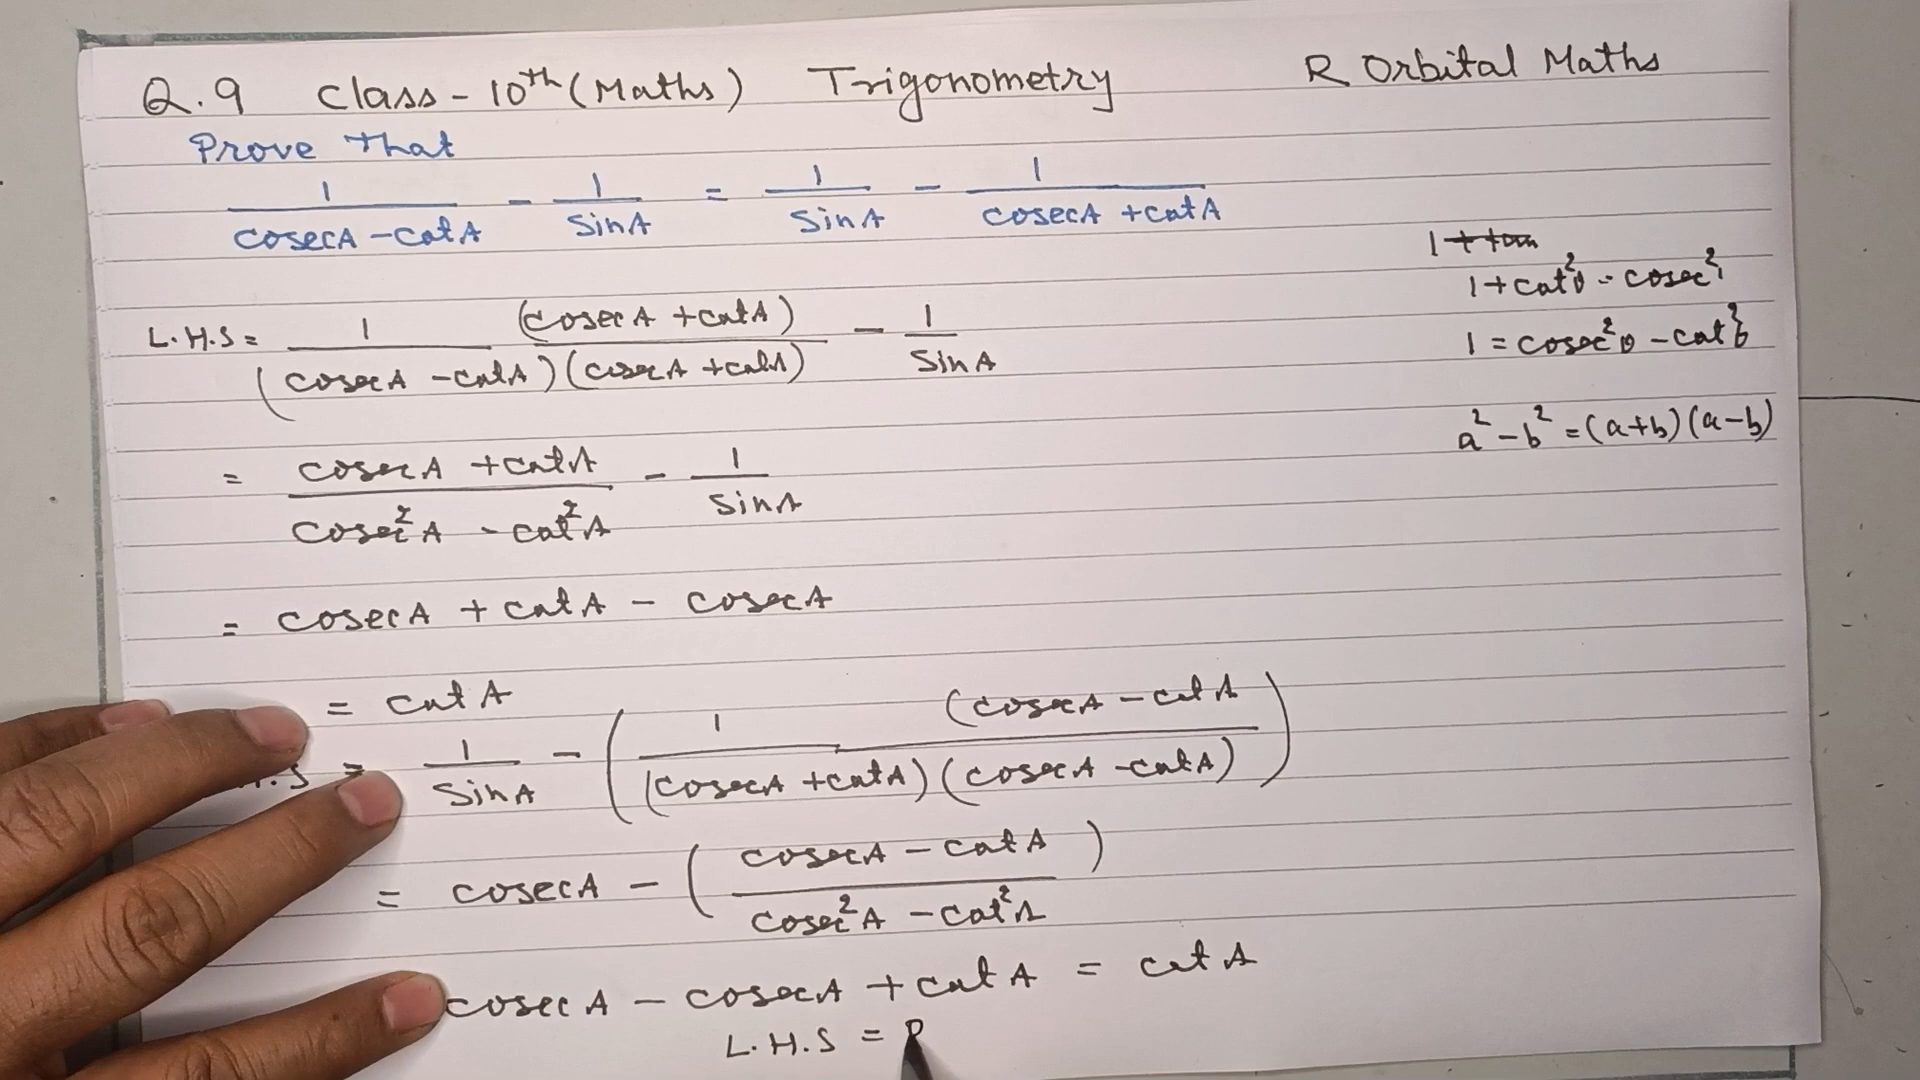 Q.9 Class - 10th (Maths) Trigonometry R Orbital Maths
Prove that
1/(cosecA - cotA) - 1/SinA = 1/SinA - 1/(cosecA + cotA)
1 + tan
1 + cot²θ = cosec²
1 = cosec²θ - cot²θ
a² - b² = (a+b)(a-b)
L.H.S = 1/(cosecA - cotA) (cosecA + cotA)/(cosecA + cotA) - 1/SinA
= (cosecA + cotA)/(cosec²A - cot²A) - 1/SinA
= cosecA + cotA - cosecA
= cotA
.H.S = 1/SinA - (1/(cosecA + cotA) (cosecA - cotA)/(cosecA - cotA))
= cosecA - ((cosecA - cotA)/(cosec²A - cot²A))
cosecA - cosecA + cotA = cotA
L.H.S = R